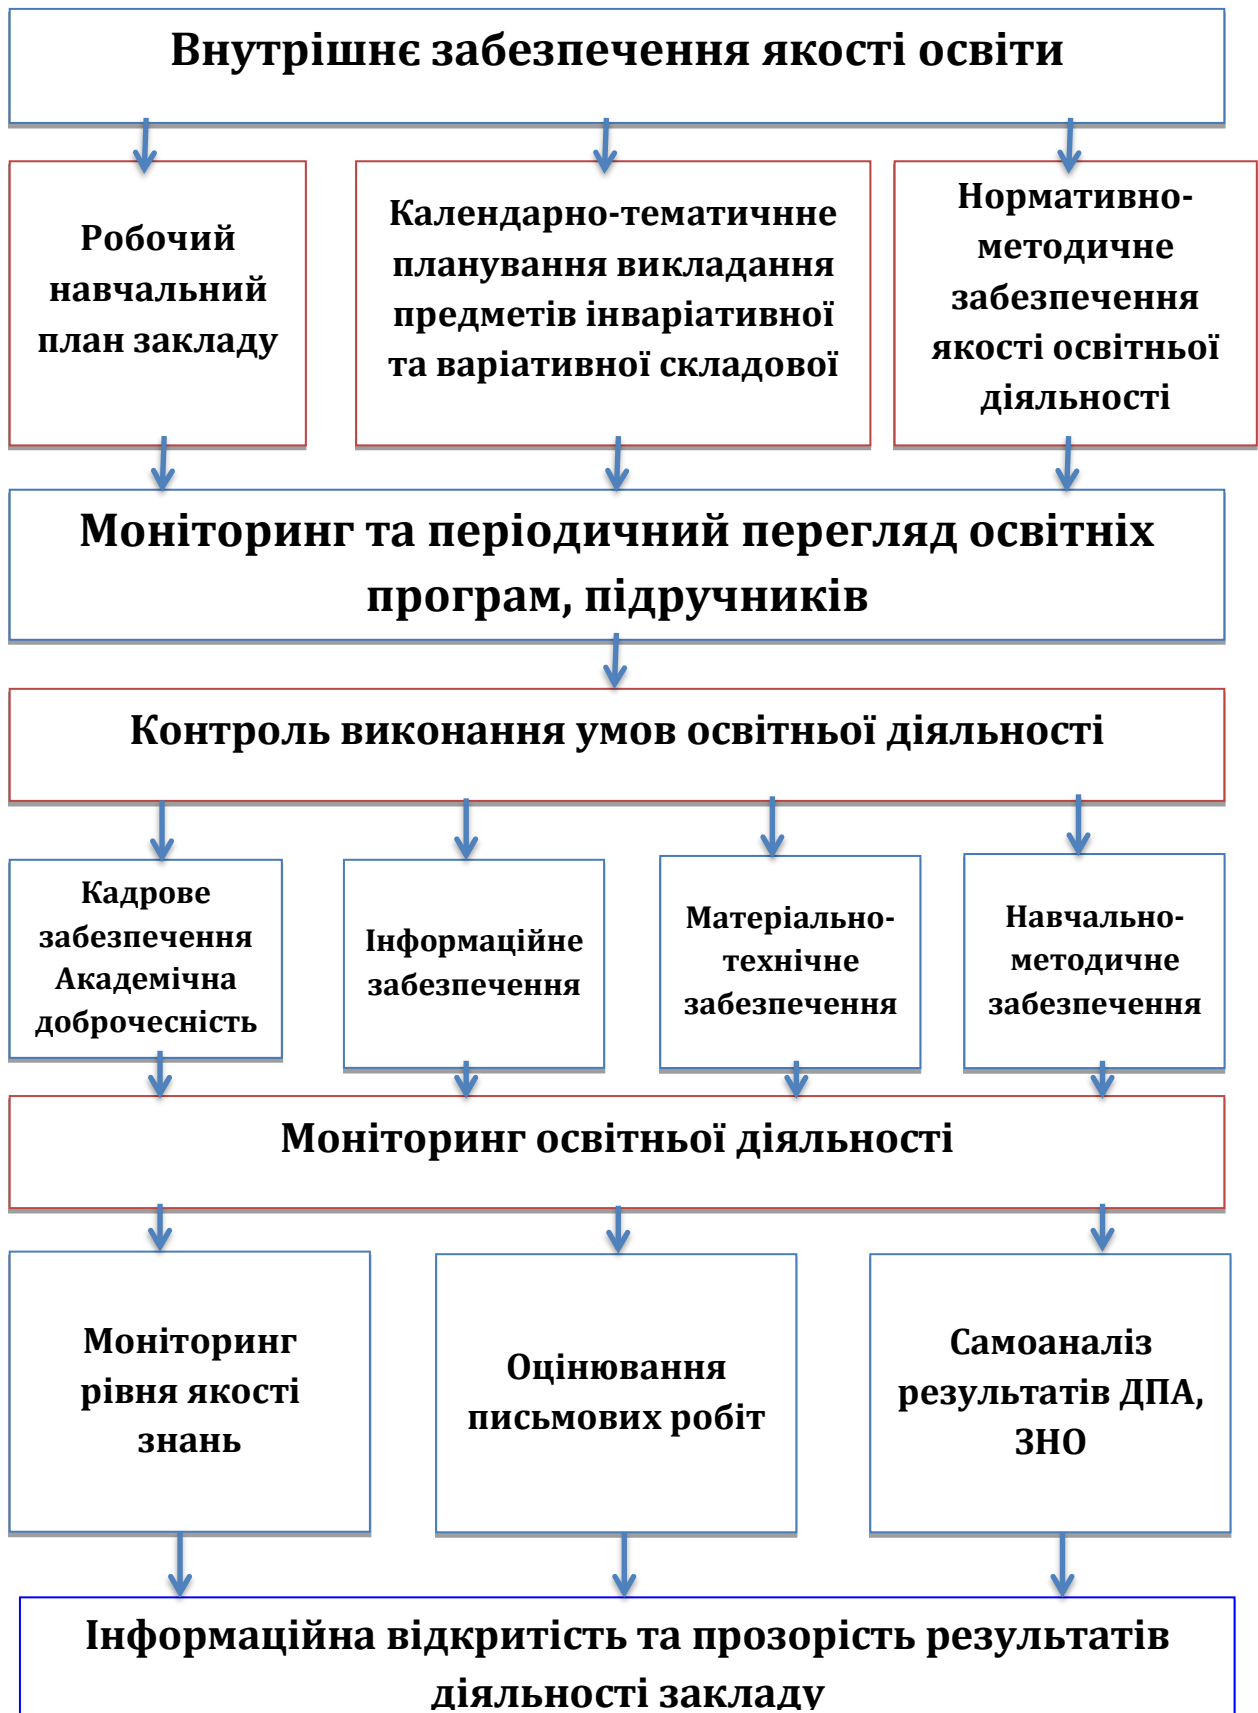 Внутрішнє забезпечення якості освіти
Робочий
навчальний
план закладу
Календарно-тематичнне
планування викладання
предметів інваріативної
та варіативної складової
Нормативно-
методичне
забезпечення
якості освітньої
діяльності
Моніторинг та періодичний перегляд освітніх
програм, підручників
Контроль виконання умов освітньої діяльності
Кадрове
забезпечення
Академічна
доброчесність
Інформаційне
забезпечення
Матеріально-
технічне
забезпечення
Навчально-
методичне
забезпечення
Моніторинг освітньої діяльності
Моніторинг
рівня якості
знань
Оцінювання
письмових робіт
Самоаналіз
результатів ДПА,
ЗНО
Інформаційна відкритість та прозорість результатів
діяльності закладу